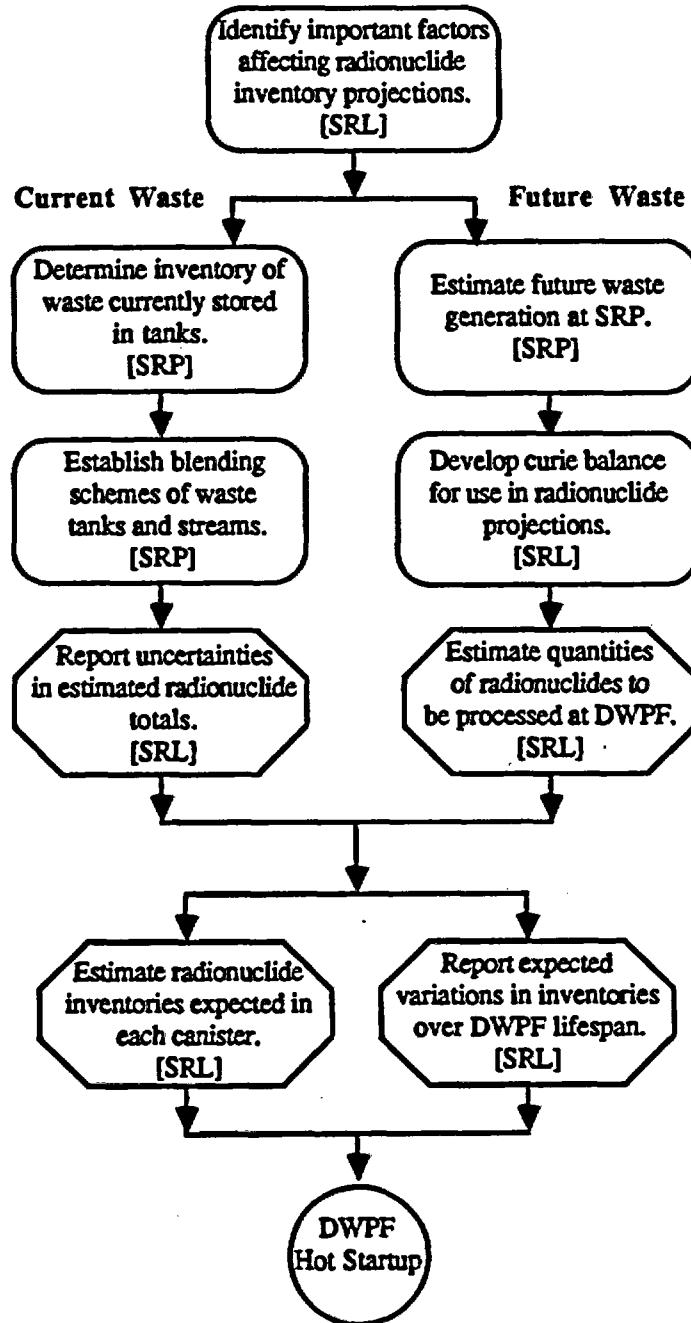 Identify important factors
affecting radionuclide
inventory projections.
[SRL]
Current Waste
Future Waste
Determine inventory of
waste currently stored
in tanks.
[SRP]
Estimate future waste
generation at SRP.
[SRP]
Establish blending
schemes of waste
tanks and streams.
[SRP]
Develop curie balance
for use in radionuclide
projections.
[SRL]
Report uncertainties
in estimated radionuclide
totals.
[SRL]
Estimate quantities
of radionuclides to
be processed at DWPF.
[SRL]
Estimate radionuclide
inventories expected in
each canister.
[SRL]
Report expected
variations in inventories
over DWPF lifespan.
[SRL]
DWPF
Hot Startup